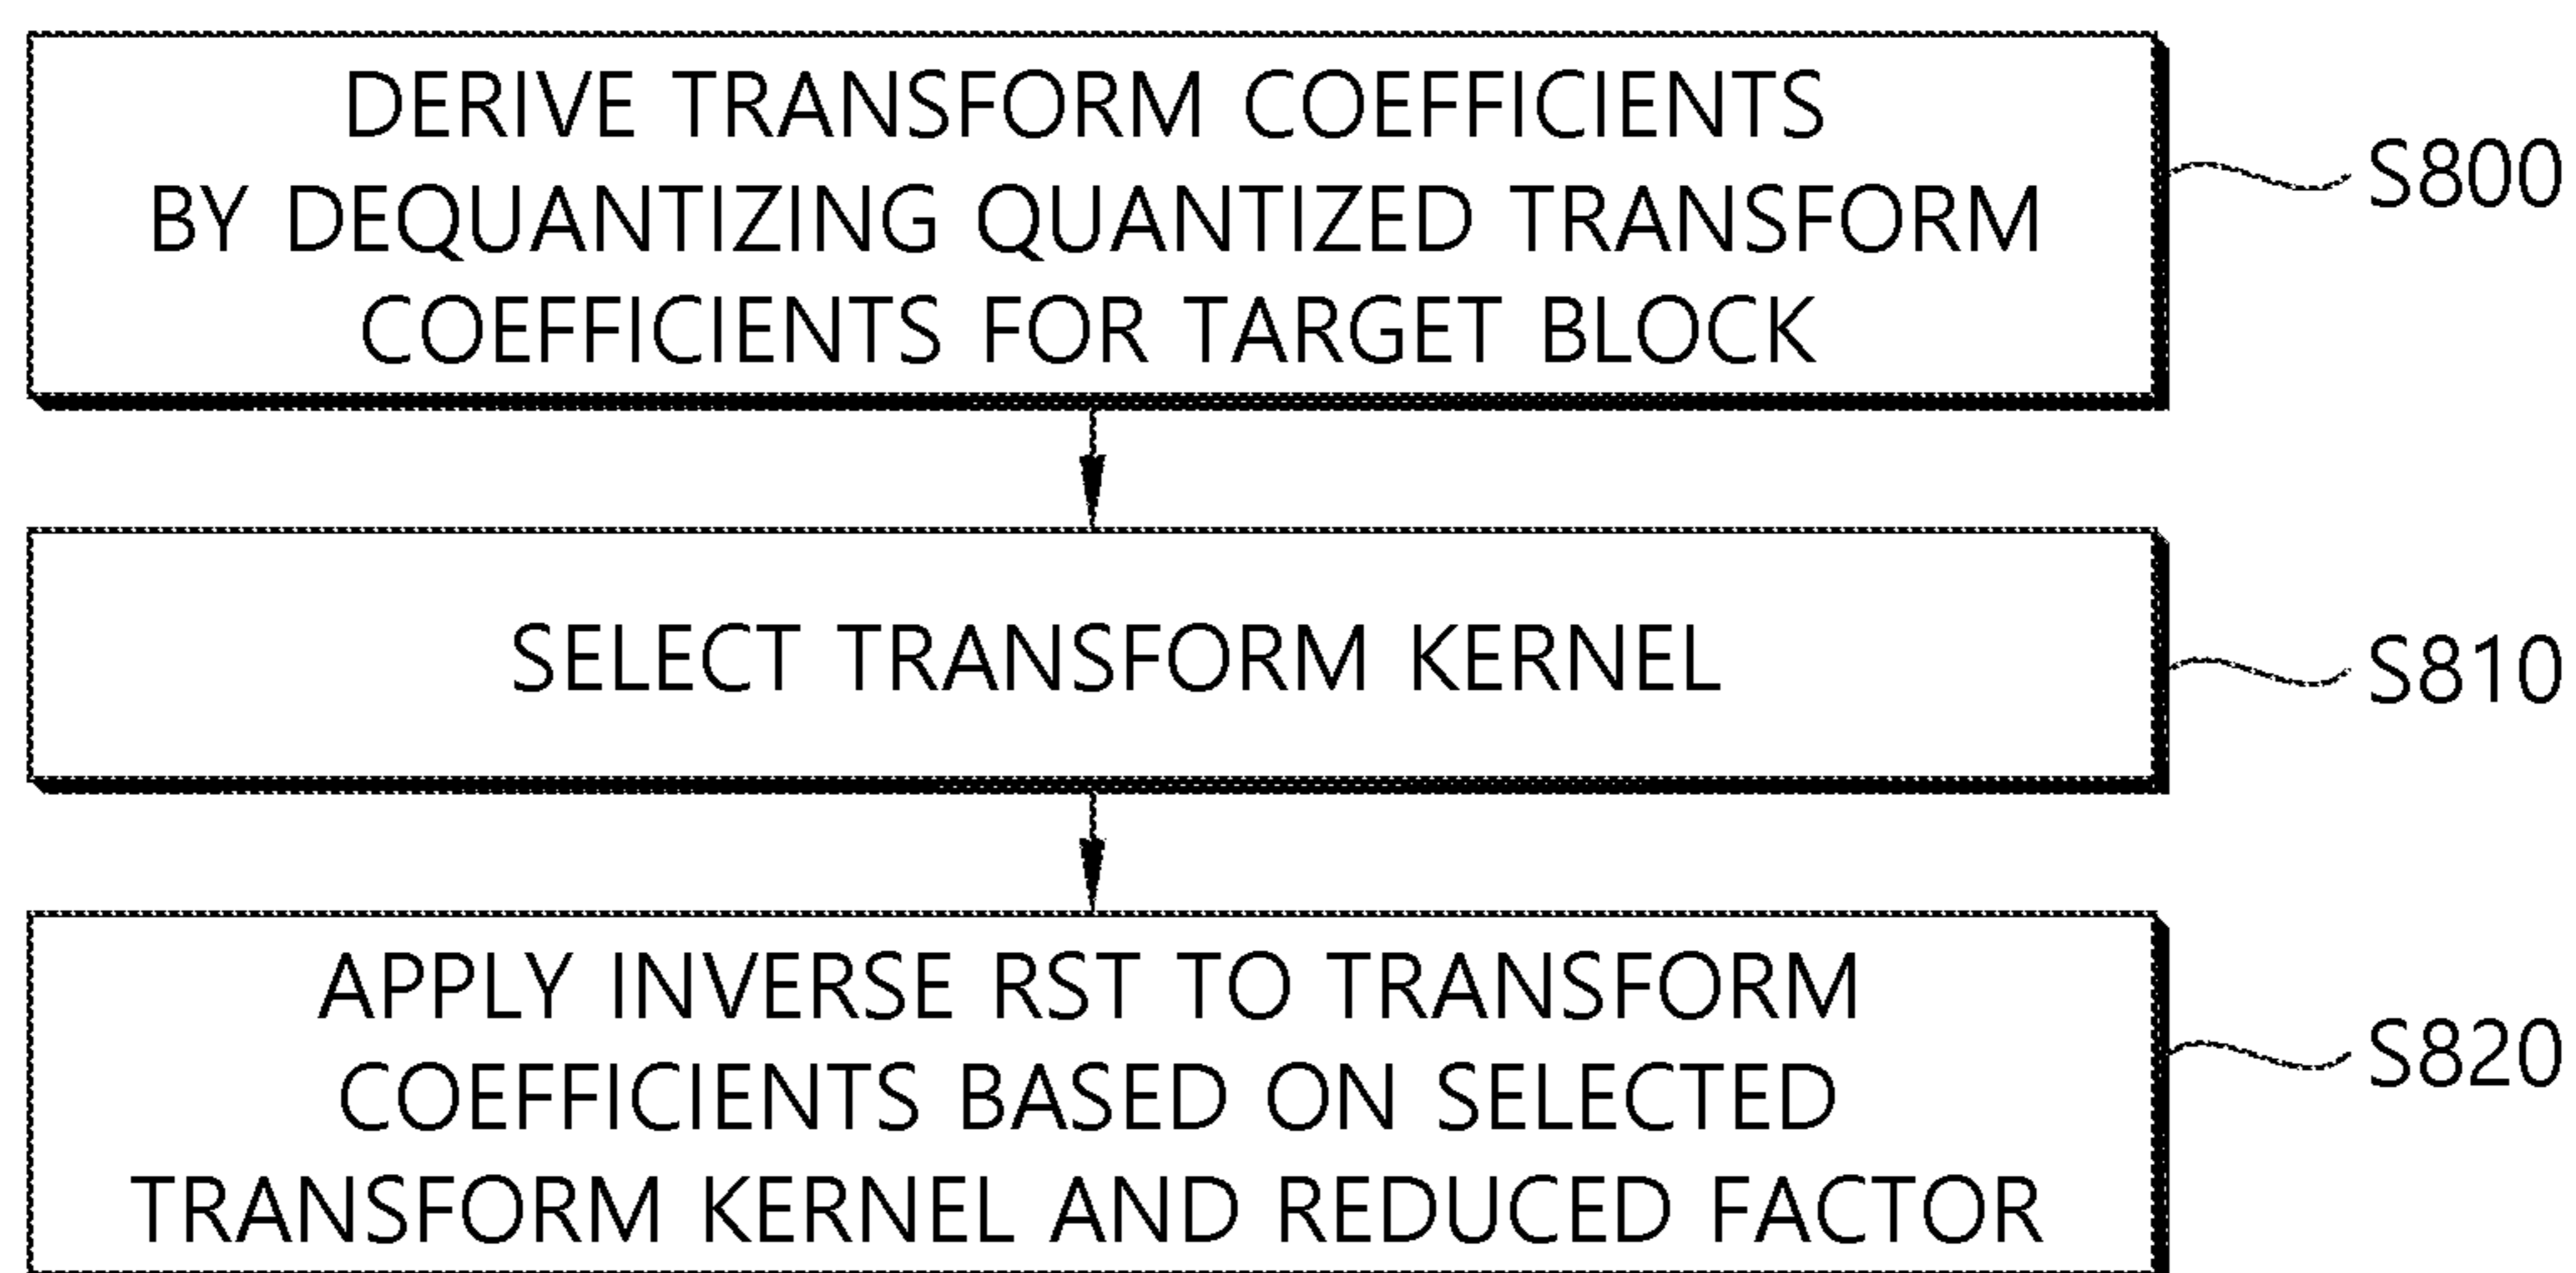 DERIVE TRANSFORM COEFFICIENTS
BY DEQUANTIZING QUANTIZED TRANSFORM
COEFFICIENTS FOR TARGET BLOCK
S800
SELECT TRANSFORM KERNEL
S810
APPLY INVERSE RST TO TRANSFORM
COEFFICIENTS BASED ON SELECTED
TRANSFORM KERNEL AND REDUCED FACTOR
S820